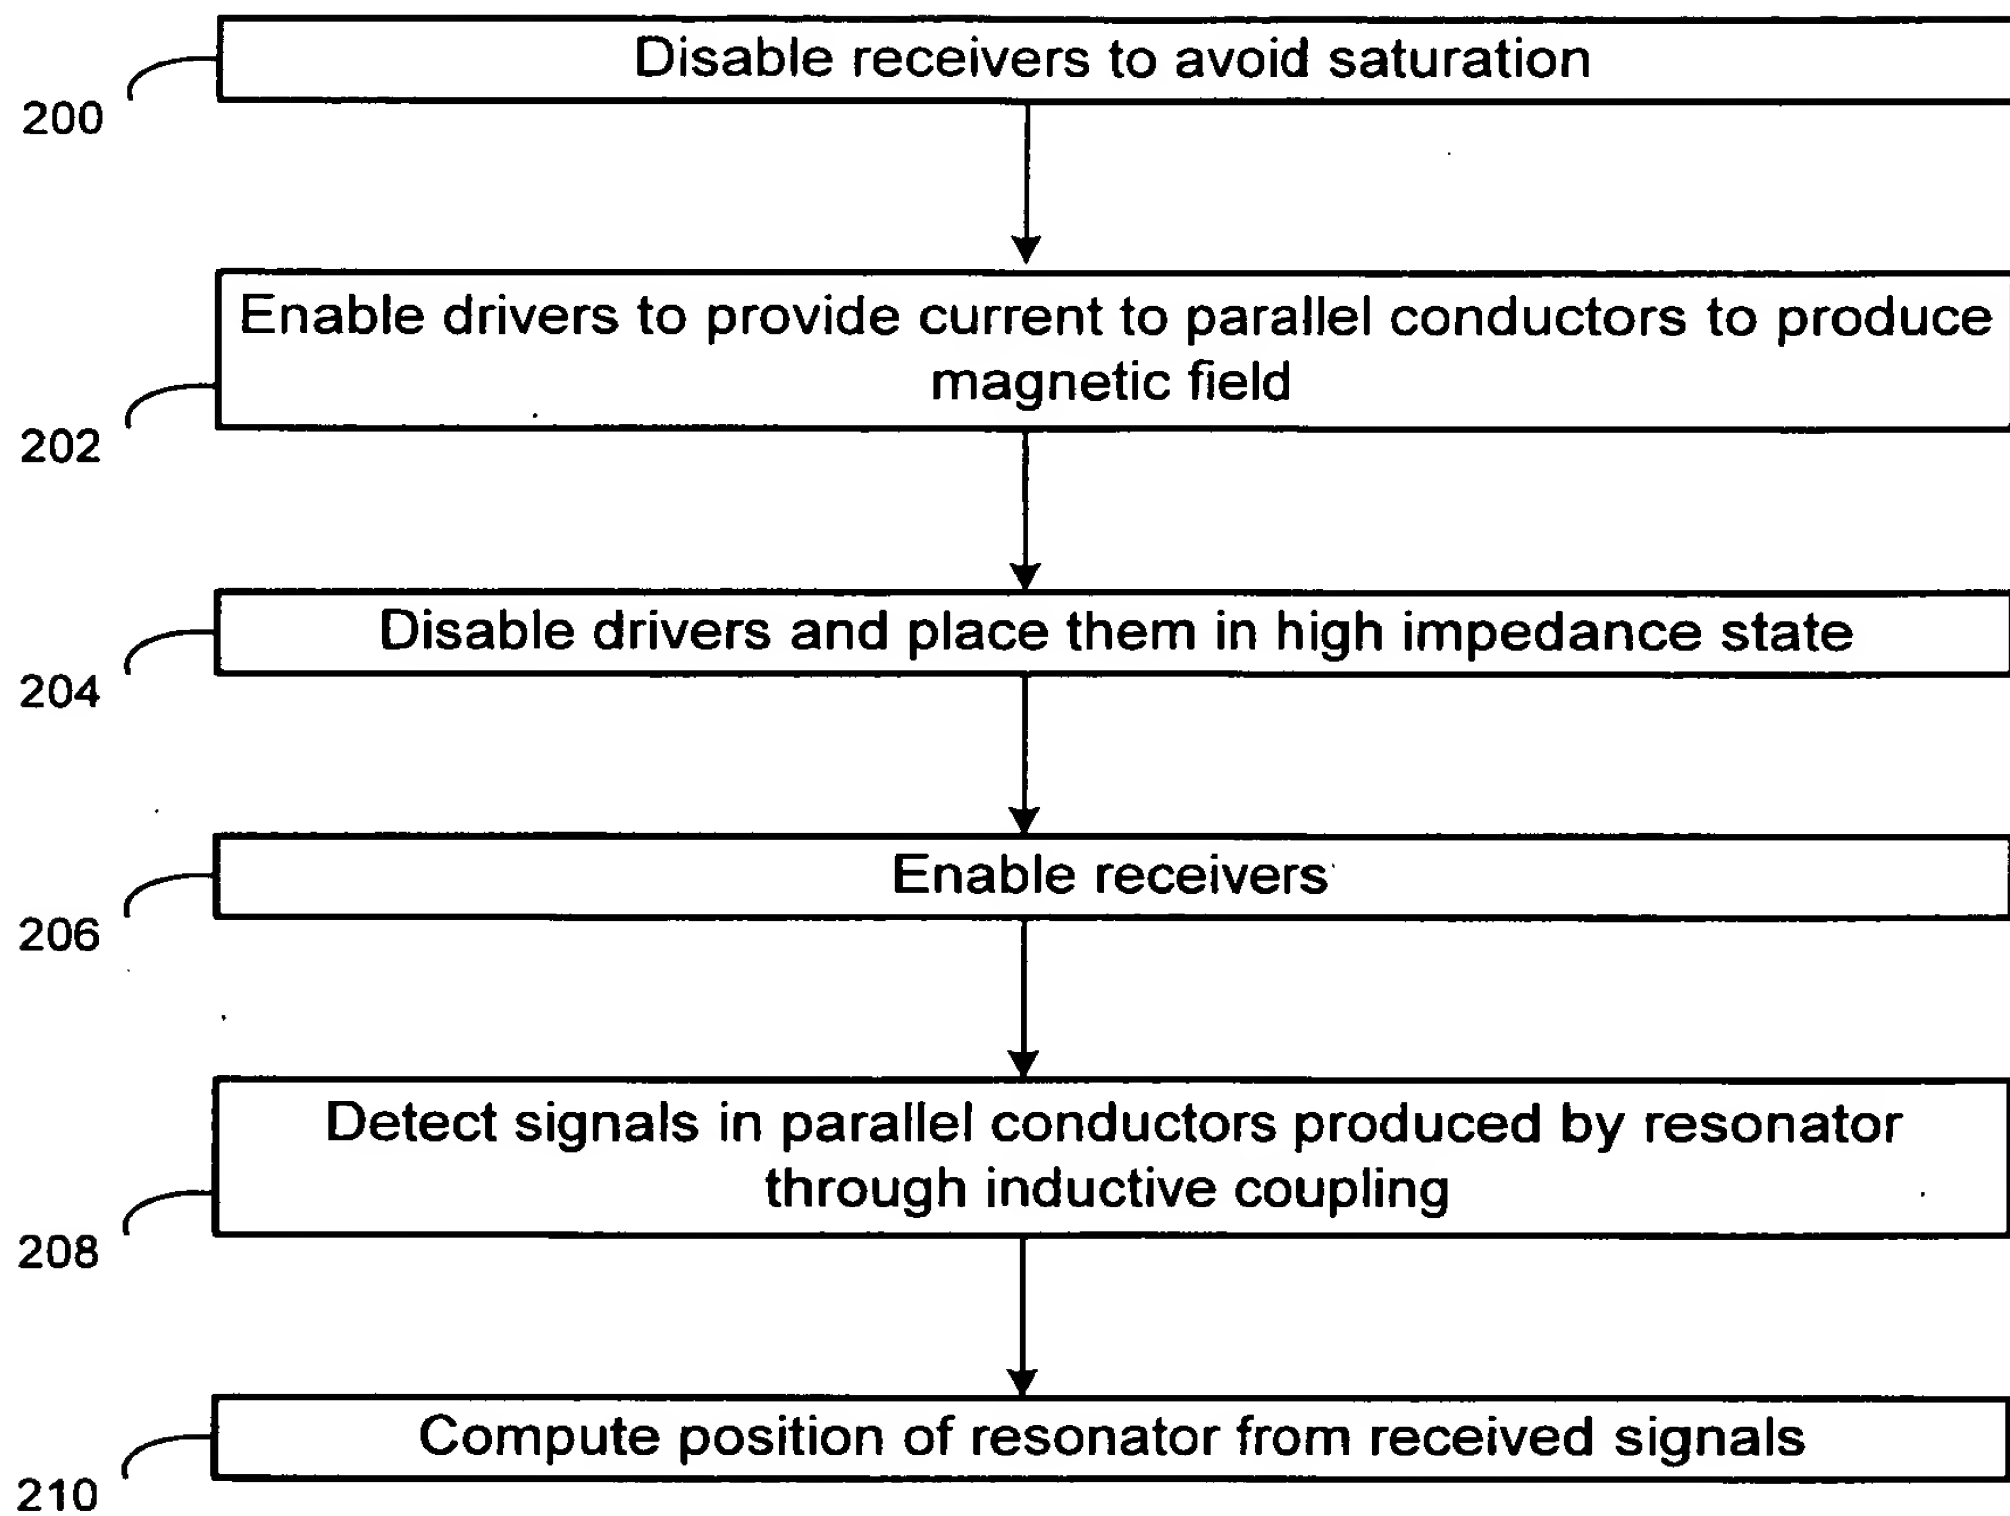 Disable receivers to avoid saturation
200
Enable drivers to provide current to parallel conductors to produce
magnetic field
202
Disable drivers and place them in high impedance state
204
Enable receivers
206
Detect signals in parallel conductors produced by resonator
through inductive coupling
208
Compute position of resonator from received signals
210